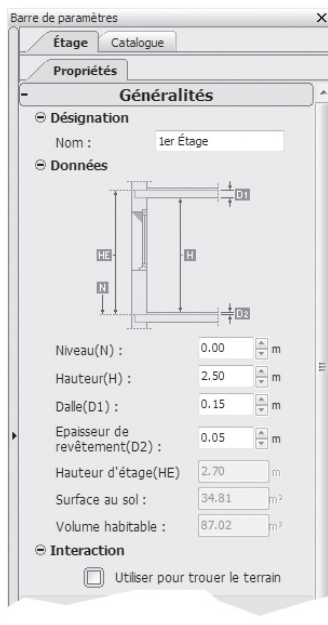 Barre de paramètres
Étage Catalogue
Propriétés
Généralités
Désignation
Nom : 1er Étage
Données
D1
HE H
N
D2
Niveau(N) : 0.00 m
Hauteur(H) : 2.50 m
Dalle(D1) : 0.15 m
Epaisseur de
revêtement(D2) : 0.05 m
Hauteur d'étage(HE) 2.70 m
Surface au sol : 34.81 m²
Volume habitable : 87.02 m³
Interaction
Utiliser pour trouer le terrain